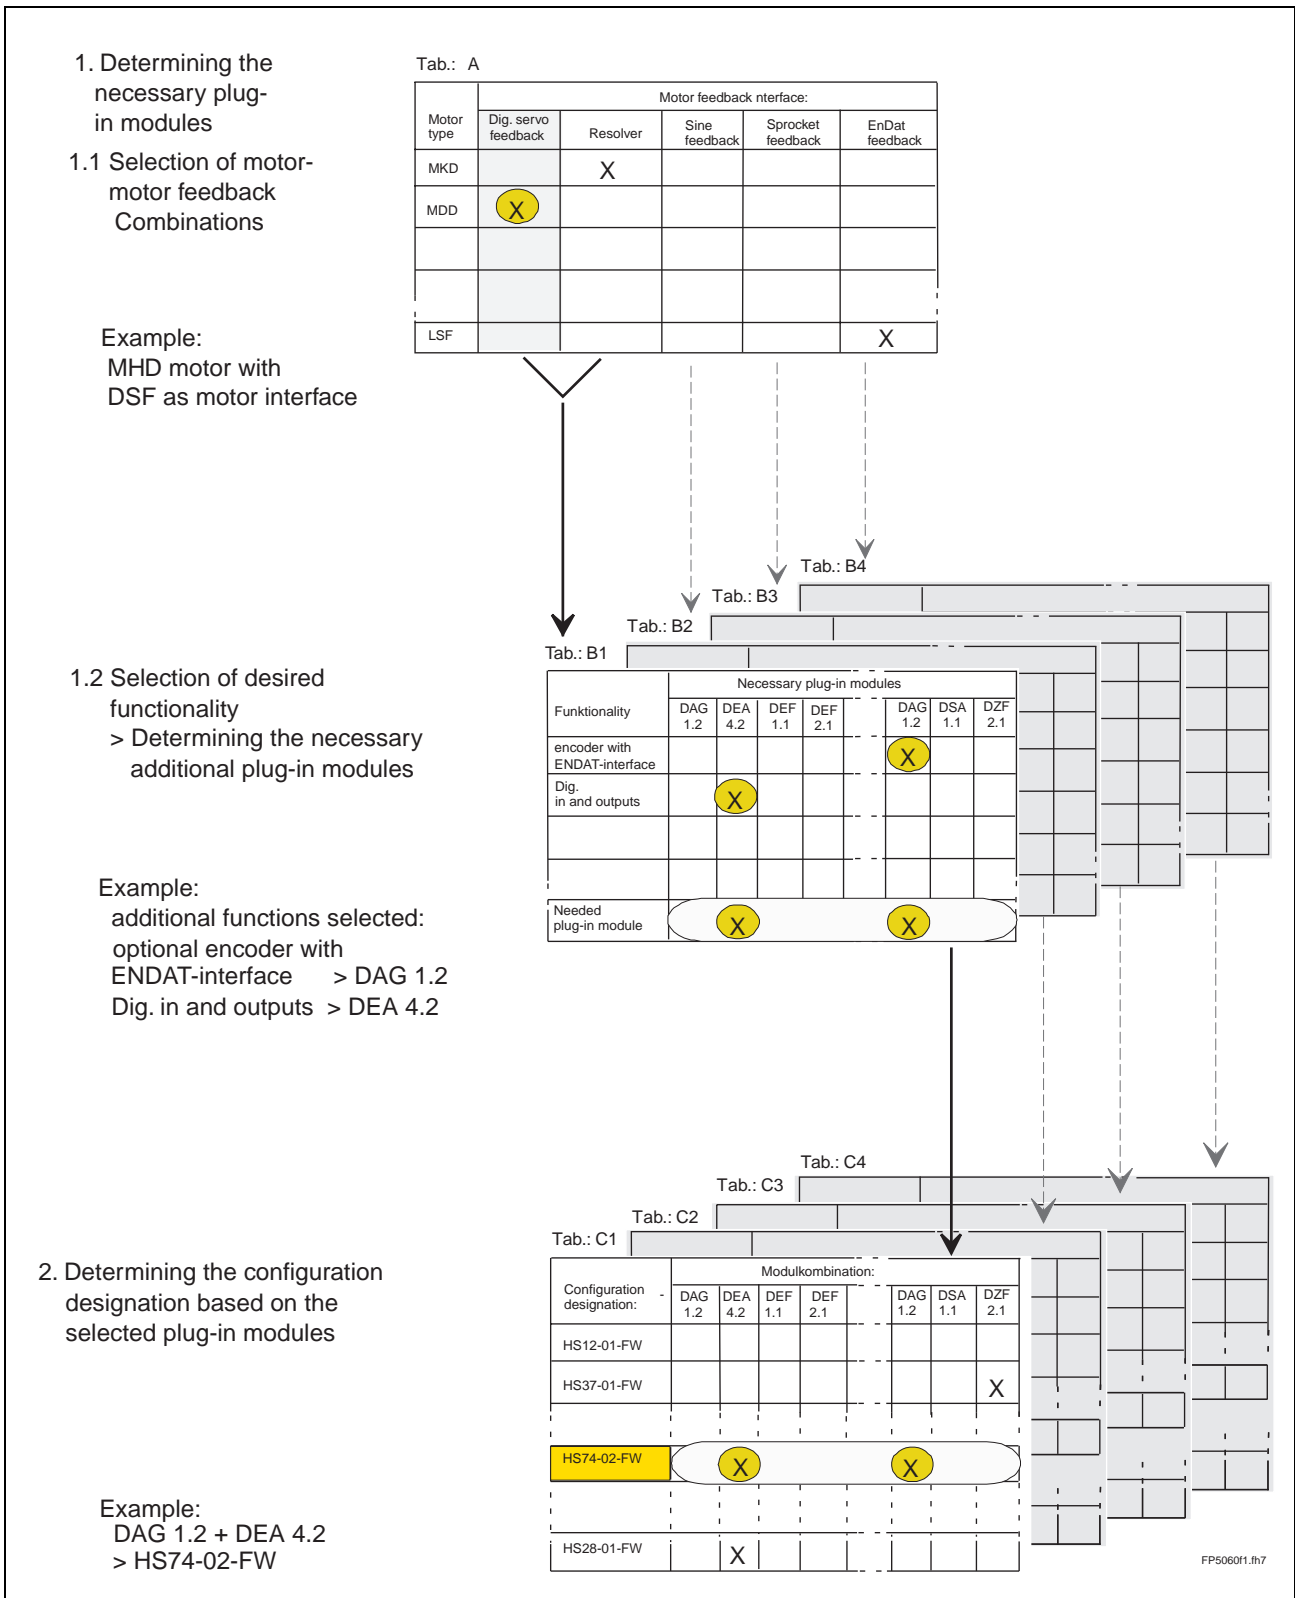 1. Determining the
necessary plug-
in modules
1.1 Selection of motor-
motor feedback
Combinations
Example:
MHD motor with
DSF as motor interface
Tab.: A
Motor feedback nterface:
Motor
type
Dig. servo
feedback
Resolver
Sine
feedback
Sprocket
feedback
EnDat
feedback
MKD
X
MDD
X
LSF
X
Tab.: B4
Tab.: B3
Tab.: B2
Tab.: B1
1.2 Selection of desired
functionality
> Determining the necessary
additional plug-in modules
Example:
additional functions selected:
optional encoder with
ENDAT-interface > DAG 1.2
Dig. in and outputs > DEA 4.2
Necessary plug-in modules
Funktionality
DAG
1.2
DEA
4.2
DEF
1.1
DEF
2.1
DAG
1.2
DSA
1.1
DZF
2.1
encoder with
ENDAT-interface
X
Dig.
in and outputs
X
Needed
plug-in module
X X
Tab.: C4
Tab.: C3
Tab.: C2
Tab.: C1
2. Determining the configuration
designation based on the
selected plug-in modules
Example:
DAG 1.2 + DEA 4.2
> HS74-02-FW
Modulkombination:
Configuration -
designation:
DAG
1.2
DEA
4.2
DEF
1.1
DEF
2.1
DAG
1.2
DSA
1.1
DZF
2.1
HS12-01-FW
HS37-01-FW X
HS74-02-FW X X
HS28-01-FW X
FP5060f1.fh7